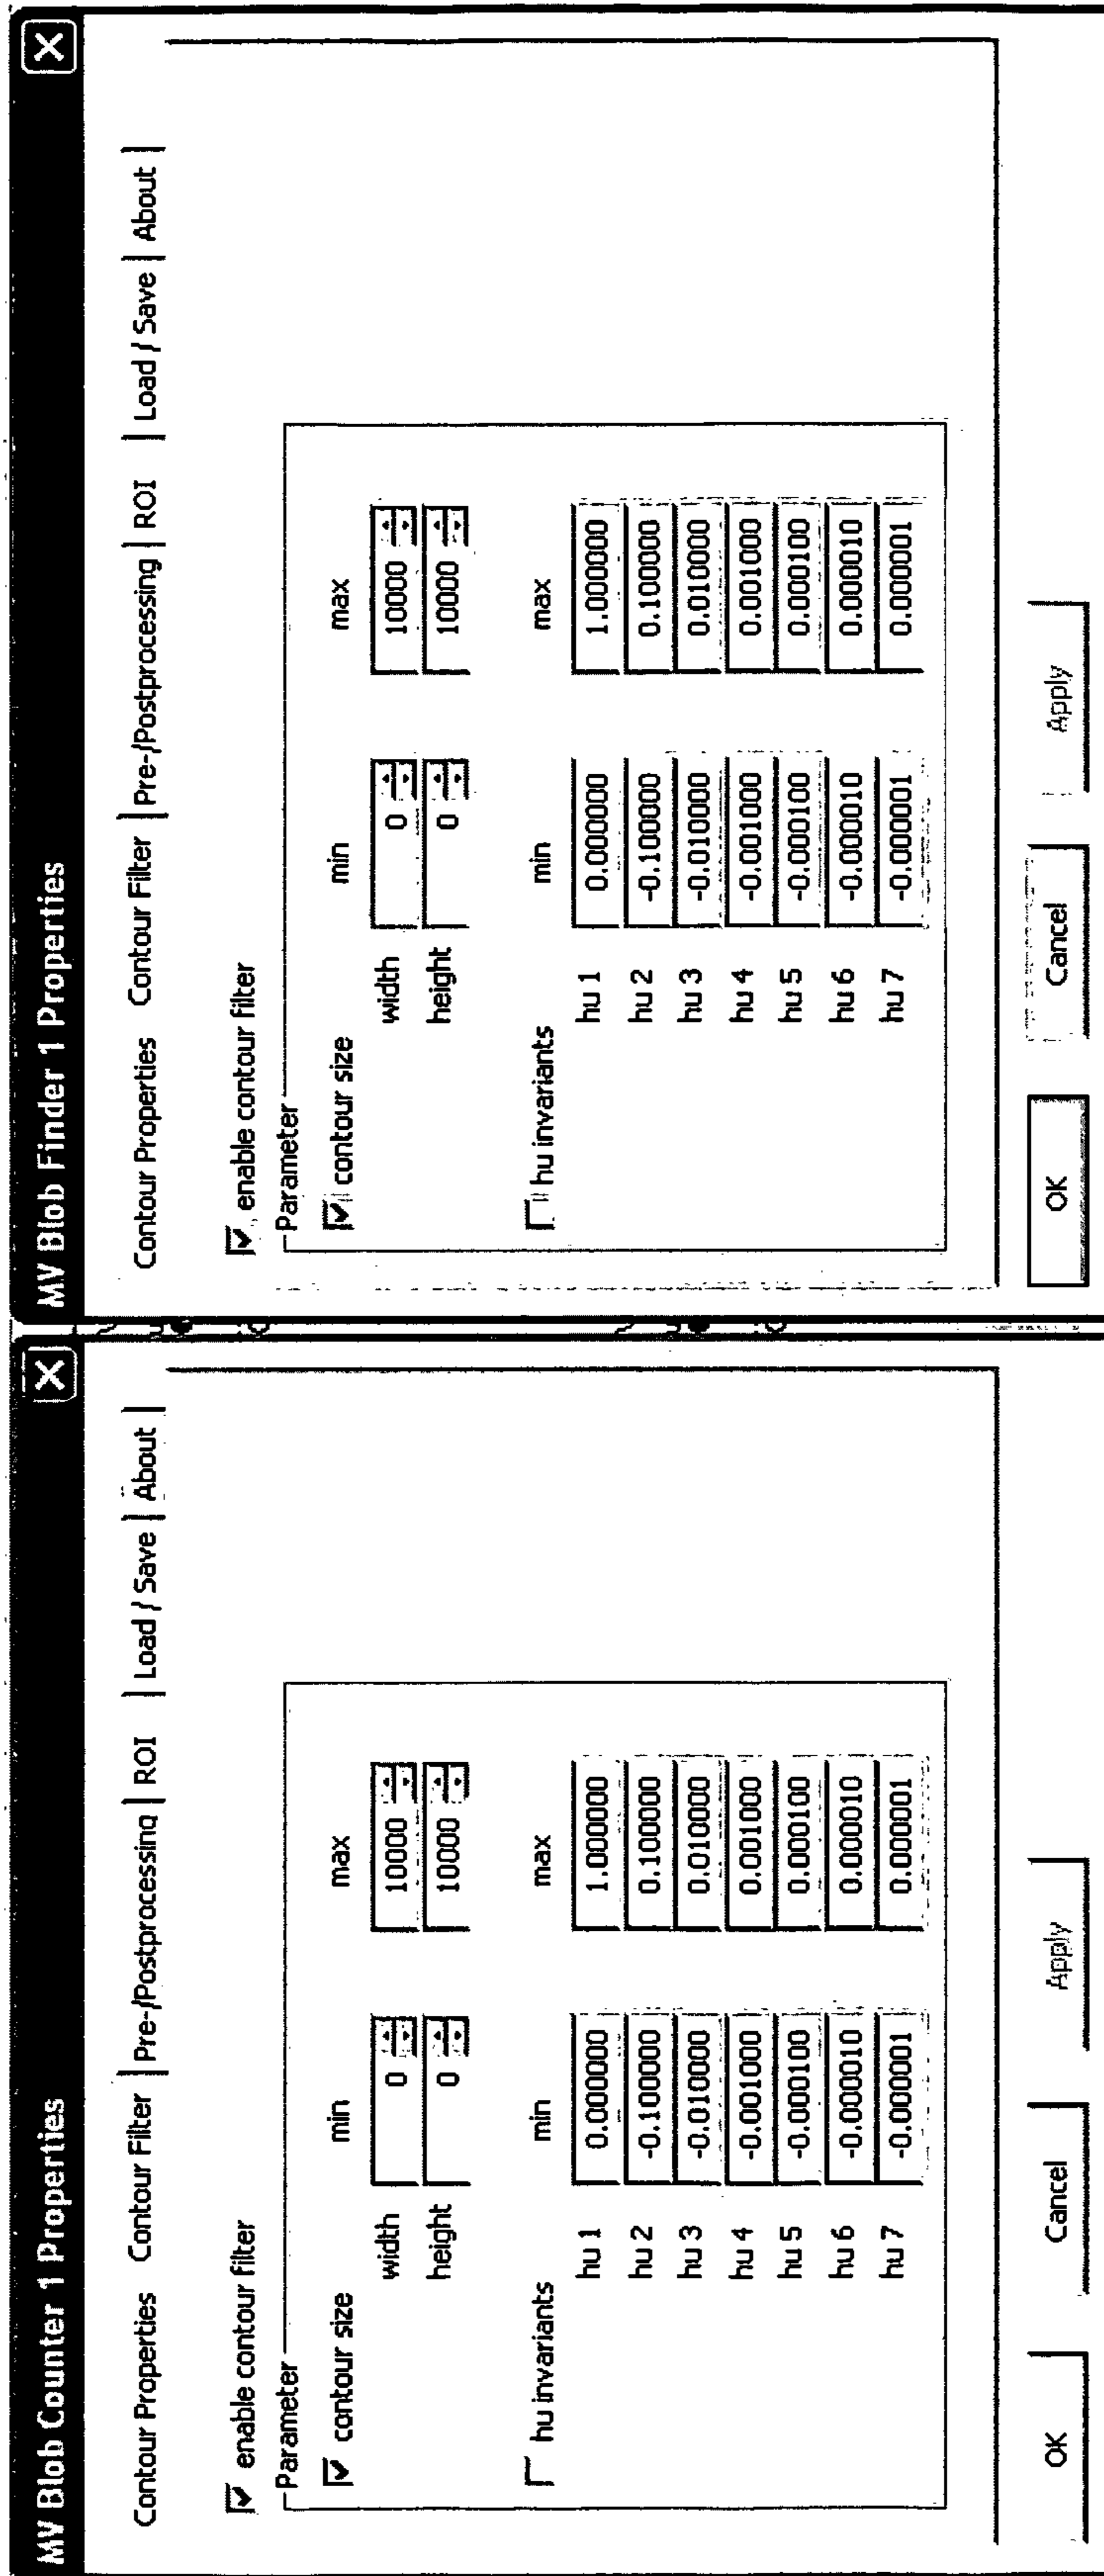 MV Blob Counter 1 Properties
Contour Properties Contour Filter Pre-/Postprocessing ROI Load / Save About
enable contour filter
Parameter
contour size
min max
width 0 10000
height 0 10000
hu invariants
min max
hu 1 0.000000 1.000000
hu 2 -0.100000 0.100000
hu 3 -0.010000 0.010000
hu 4 -0.001000 0.001000
hu 5 -0.000100 0.000100
hu 6 -0.000010 0.000010
hu 7 -0.000001 0.000001
OK Cancel Apply
MV Blob Finder 1 Properties
Contour Properties Contour Filter Pre-/Postprocessing ROI Load / Save About
enable contour filter
Parameter
contour size
min max
width 0 10000
height 0 10000
hu invariants
min max
hu 1 0.000000 1.000000
hu 2 -0.100000 0.100000
hu 3 -0.010000 0.010000
hu 4 -0.001000 0.001000
hu 5 -0.000100 0.000100
hu 6 -0.000010 0.000010
hu 7 -0.000001 0.000001
OK Cancel Apply